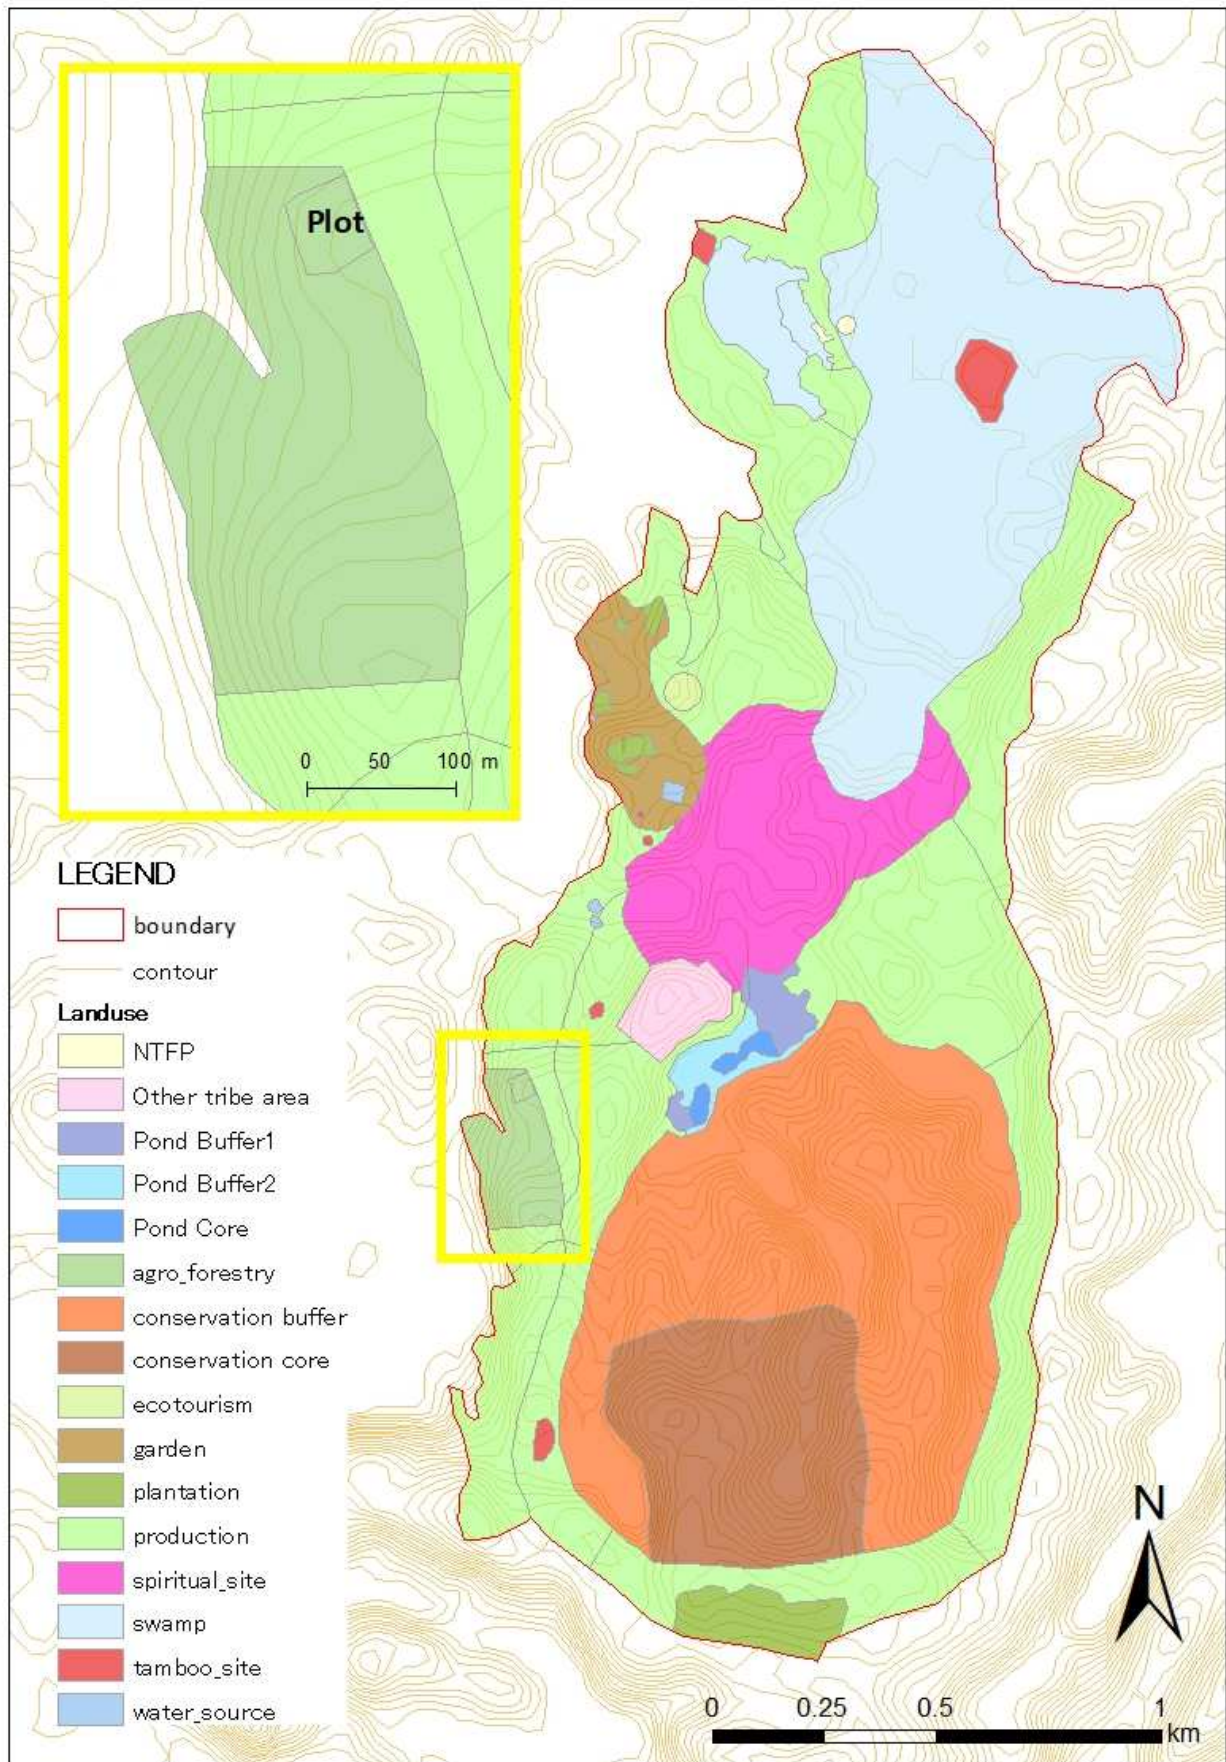 Plot
0 50 100 m
LEGEND
boundary
contour
Landuse
NTFP
Other tribe area
Pond Buffer1
Pond Buffer2
Pond Core
agro_forestry
conservation buffer
conservation core
ecotourism
garden
plantation
production
spiritual_site
swamp
tamboo_site
water_source
N
0 0.25 0.5 1
km